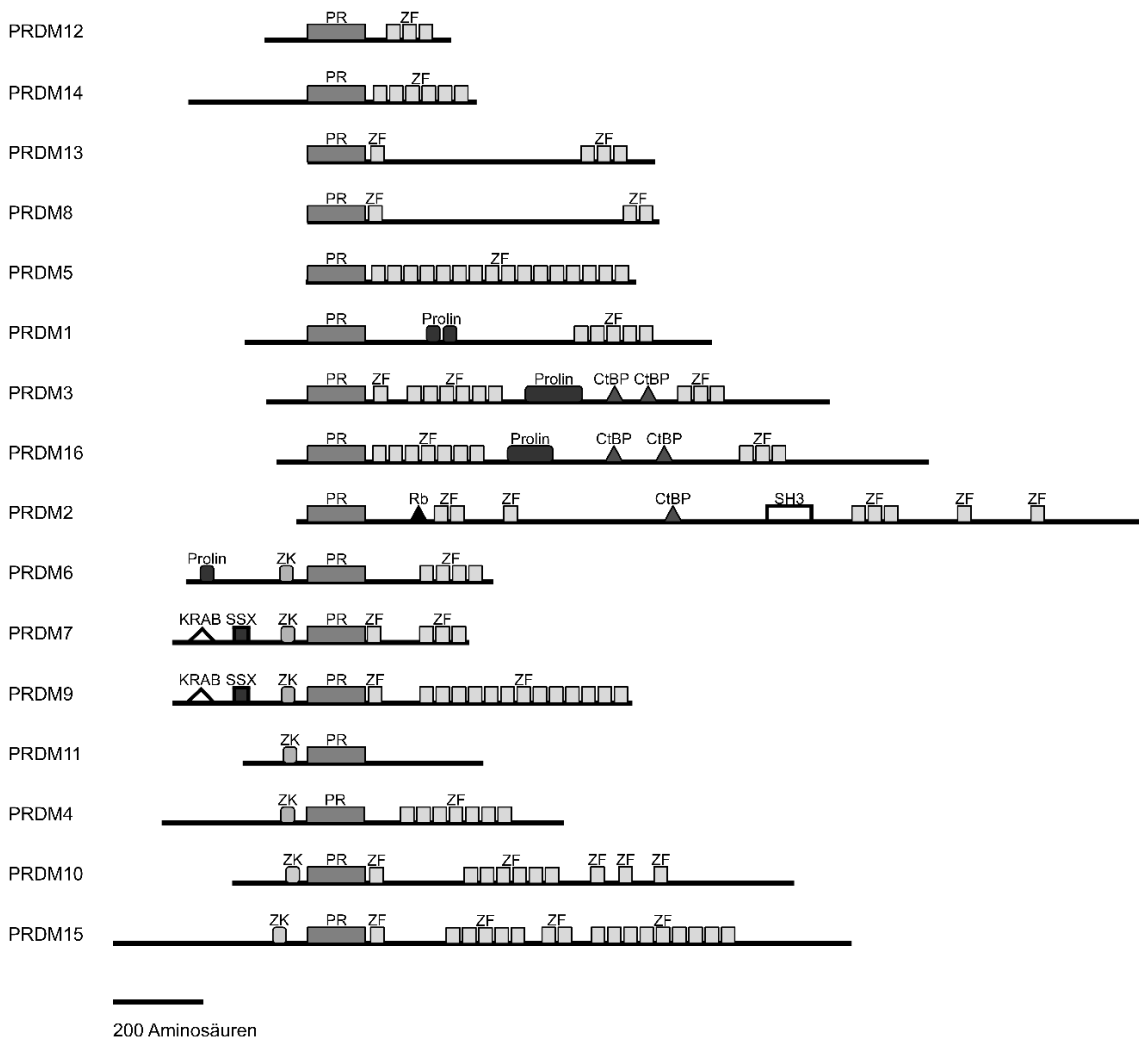 PRDM12 PR ZF
PRDM14 PR ZF
PRDM13 PR ZF ZF
PRDM8 PR ZF ZF
PRDM5 PR ZF
PRDM1 PR Prolin ZF
PRDM3 PR ZF ZF Prolin CtBP CtBP ZF
PRDM16 PR ZF Prolin CtBP CtBP ZF
PRDM2 PR Rb ZF ZF CtBP SH3 ZF ZF ZF
PRDM6 Prolin ZK PR ZF
PRDM7 KRAB SSX ZK PR ZF ZF
PRDM9 KRAB SSX ZK PR ZF ZF
PRDM11 ZK PR
PRDM4 ZK PR ZF
PRDM10 ZK PR ZF ZF ZF ZF ZF
PRDM15 ZK PR ZF ZF ZF ZF
200 Aminosäuren